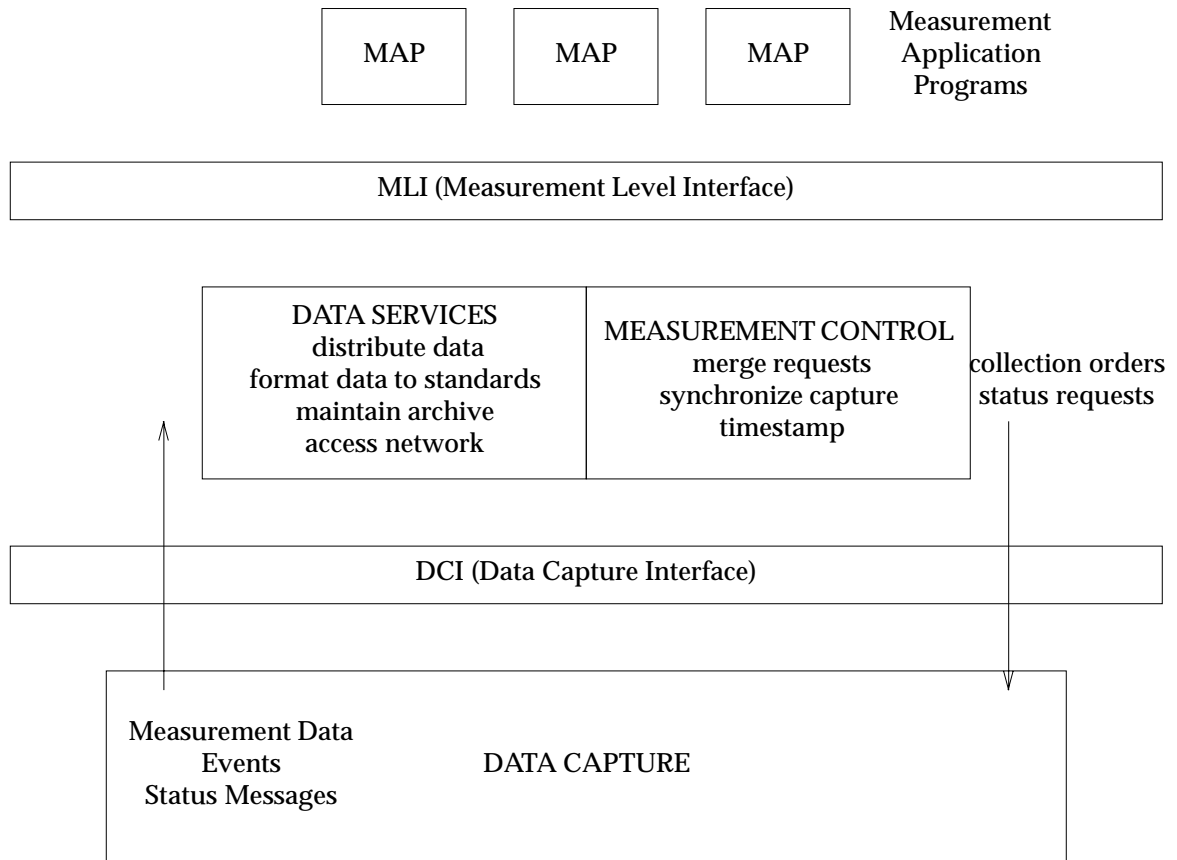 MAP
MAP
MAP
Measurement
Application
Programs
MLI (Measurement Level Interface)
DATA SERVICES
distribute data
format data to standards
maintain archive
access network
MEASUREMENT CONTROL
merge requests
synchronize capture
timestamp
collection orders
status requests
DCI (Data Capture Interface)
Measurement Data
Events
Status Messages
DATA CAPTURE